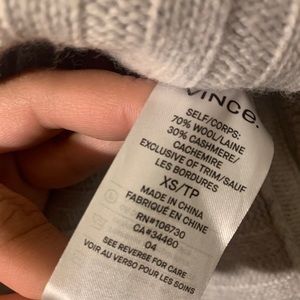 VINCE.
SELF/CORPS:
70% WOOL/LAINE
30% CASHMERE/
CACHEMIRE
EXCLUSIVE OF TRIM/SAUF
LES BORDURES
XS/TP
MADE IN CHINA
FABRIQUÉ EN CHINE
RN#106730
CA#34460
04
SEE REVERSE FOR CARE
VOIR AU VERSO POUR LES SOINS